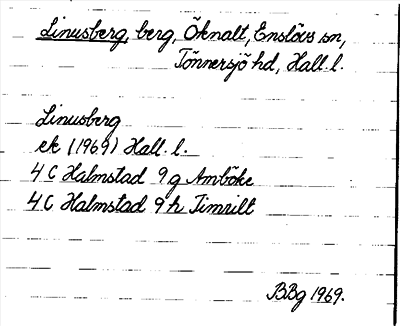 Linusberg, berg, Öknalt, Enslövs sn,
Tönnersjö hd, Hall. l.
Linusberg
ek (1969) Hall. l.
4 C Halmstad 9 g Amböke
4 C Halmstad 9 h Timrilt
BBg 1969.